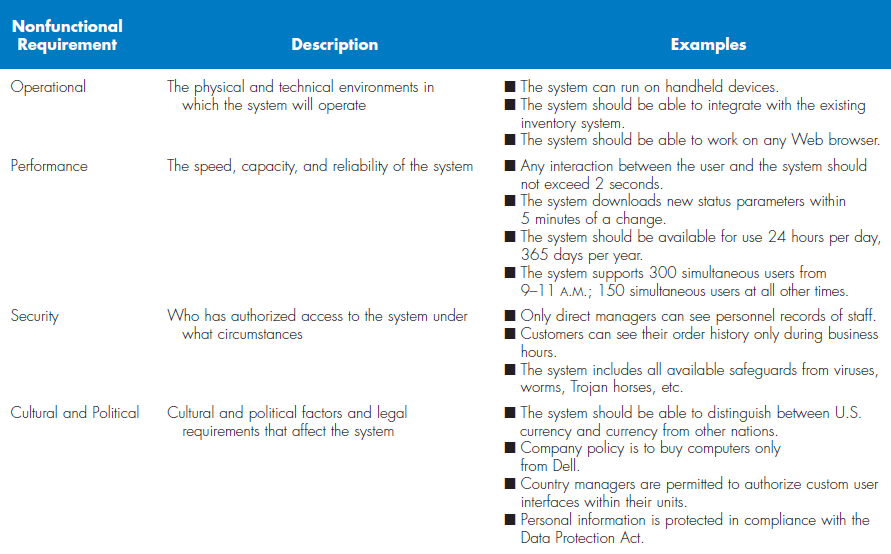 Nonfunctional
Requirement Description Examples
Operational The physical and technical environments in ■ The system can run on handheld devices.
which the system will operate ■ The system should be able to integrate with the existing
inventory system.
■ The system should be able to work on any Web browser.
Performance The speed, capacity, and reliability of the system ■ Any interaction between the user and the system should
not exceed 2 seconds.
■ The system downloads new status parameters within
5 minutes of a change.
■ The system should be available for use 24 hours per day,
365 days per year.
■ The system supports 300 simultaneous users from
9–11 A.M.; 150 simultaneous users at all other times.
Security Who has authorized access to the system under ■ Only direct managers can see personnel records of staff.
what circumstances ■ Customers can see their order history only during business
hours.
■ The system includes all available safeguards from viruses,
worms, Trojan horses, etc.
Cultural and Political Cultural and political factors and legal ■ The system should be able to distinguish between U.S.
requirements that affect the system currency and currency from other nations.
■ Company policy is to buy computers only
from Dell.
■ Country managers are permitted to authorize custom user
interfaces within their units.
■ Personal information is protected in compliance with the
Data Protection Act.